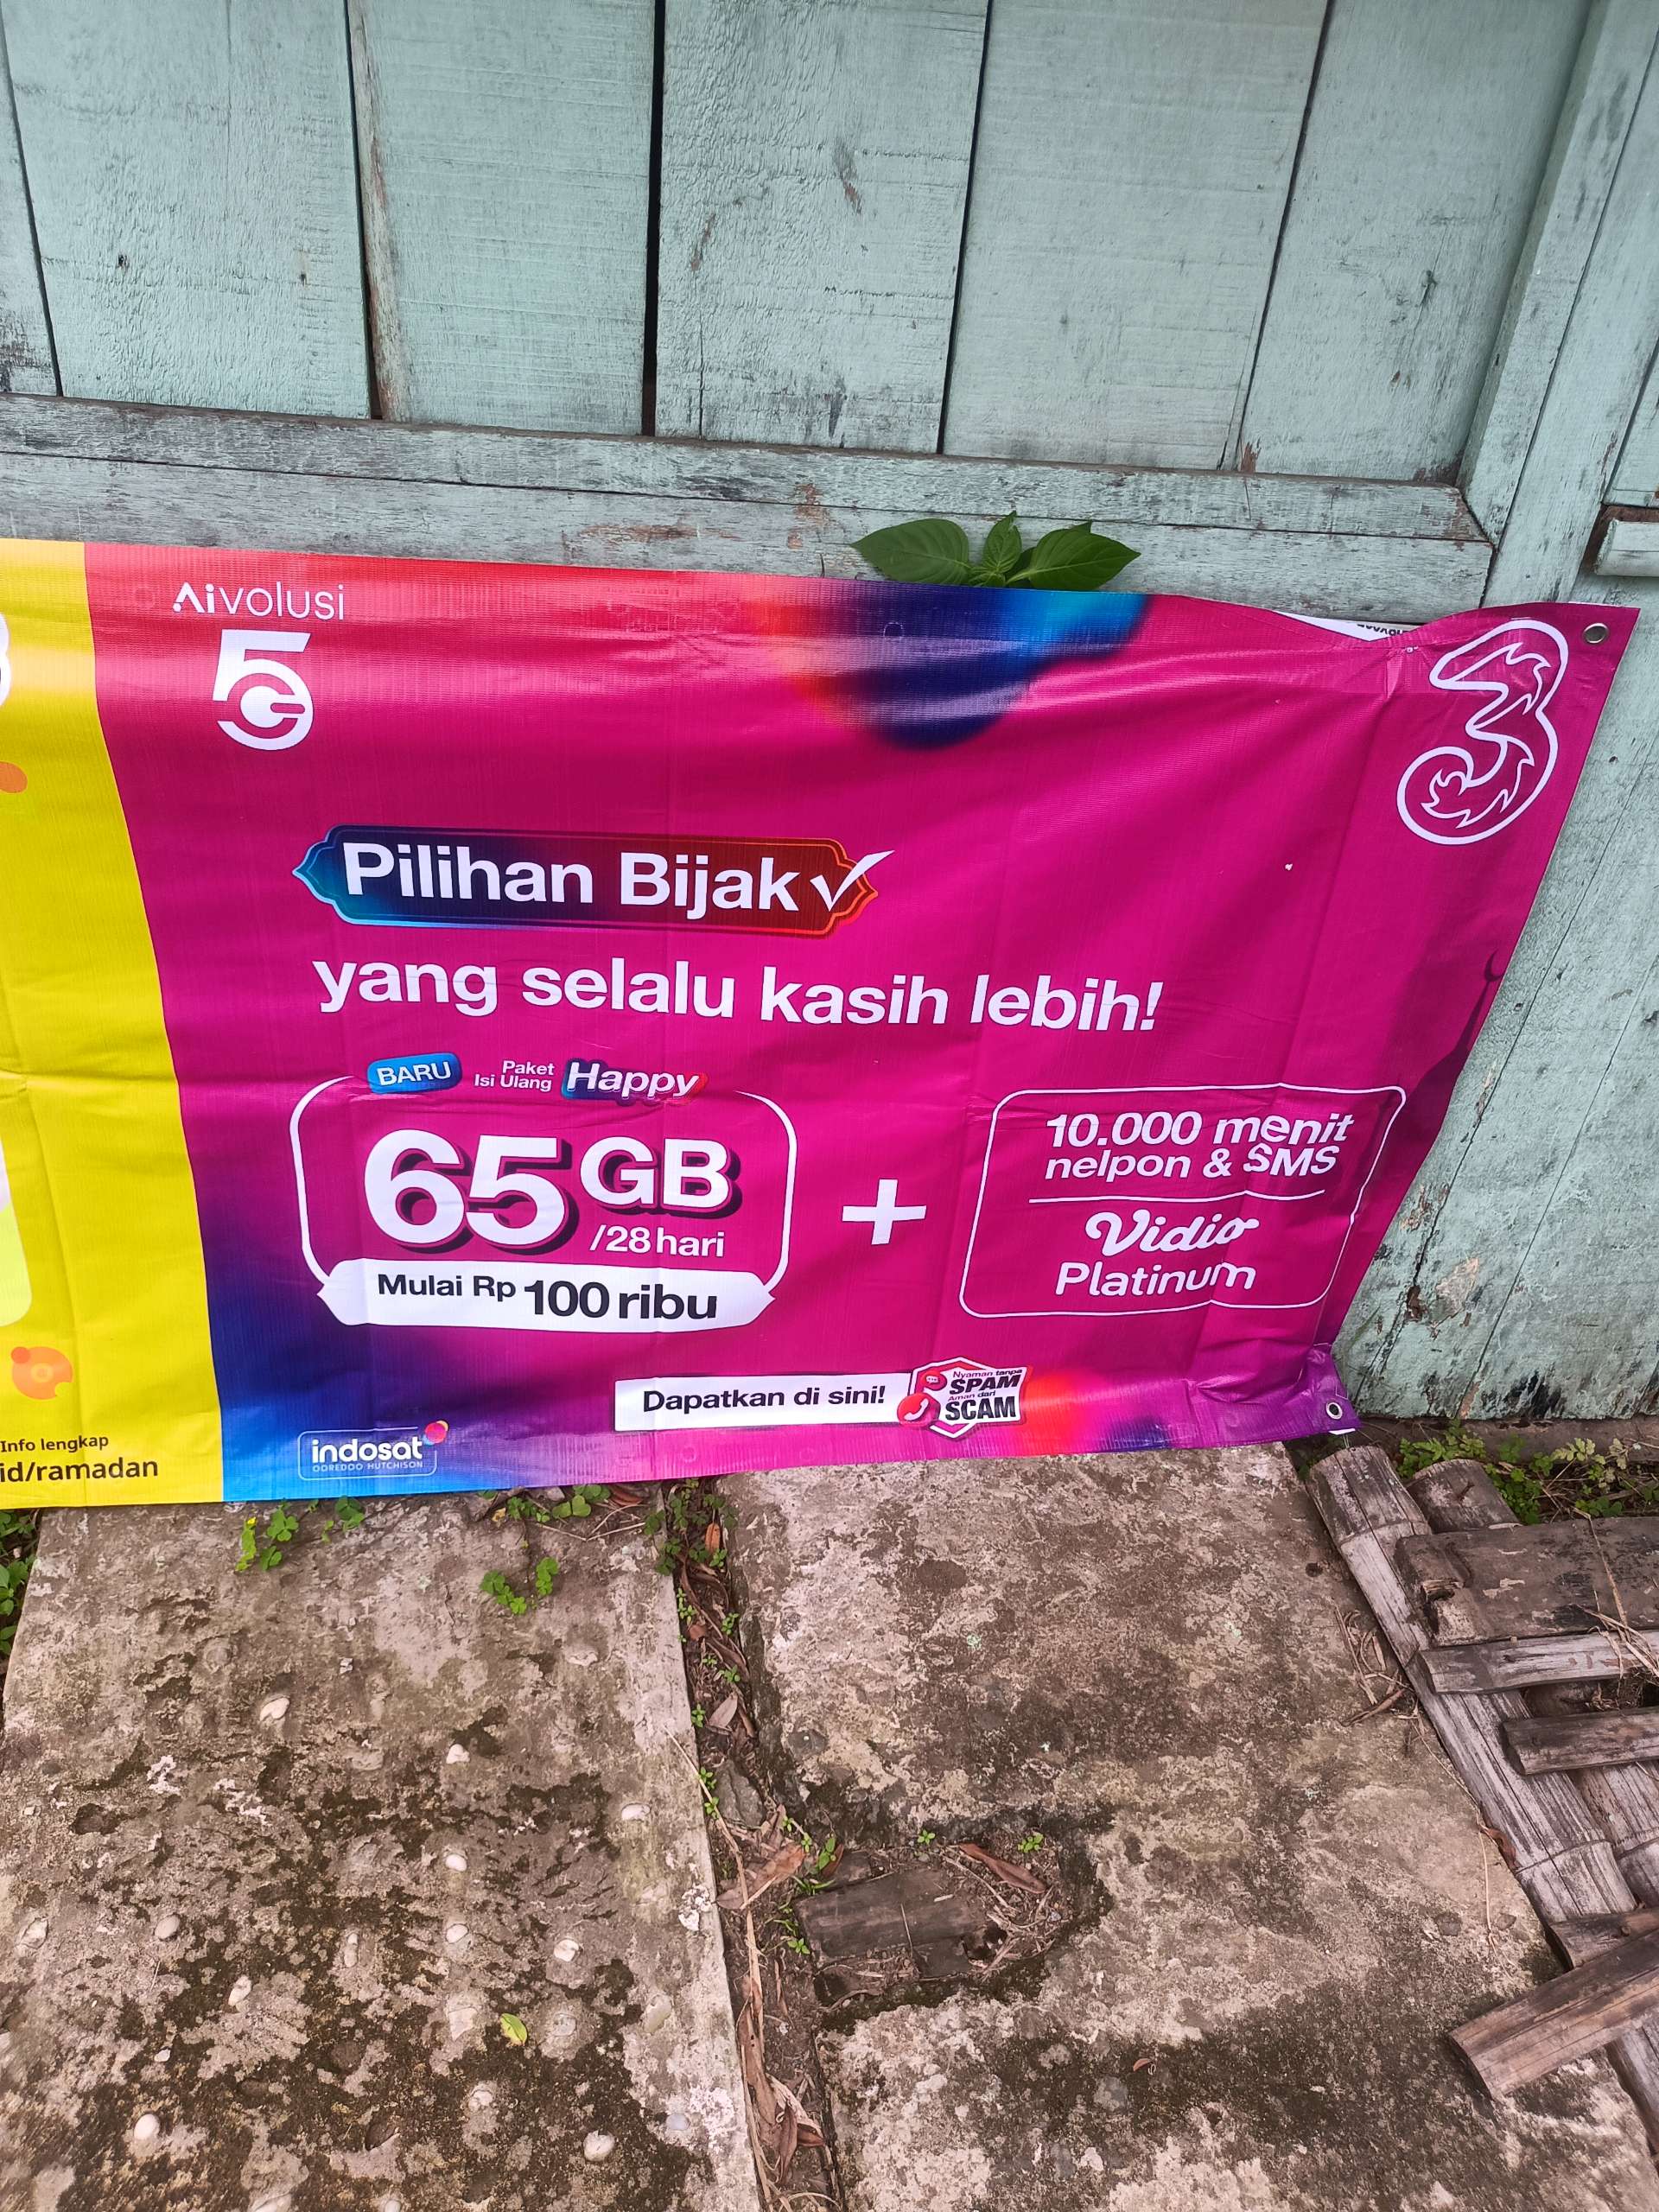 Aivolusi
5G
3
Pilihan Bijak
yang selalu kasih lebih!
BARU
Paket
Isi Ulang
Happy
65 GB
/28 hari
Mulai Rp 100 ribu
+
10.000 menit
nelpon & SMS
Vidio
Platinum
Dapatkan di sini!
Nyaman tanpa
SPAM
Aman dari
SCAM
indosat
OOREDOO HUTCHISON
Info lengkap
id/ramadan